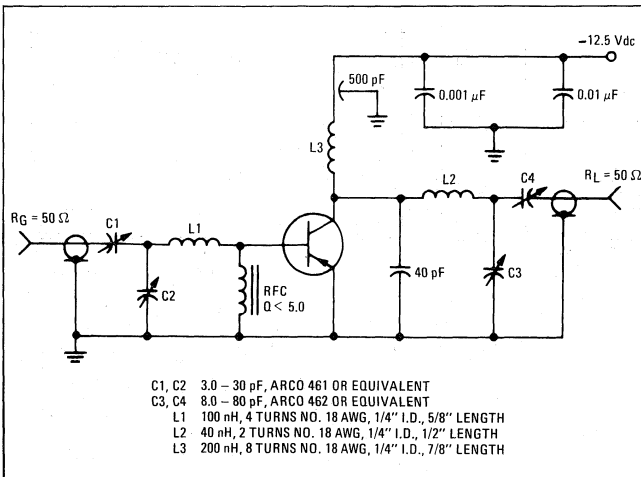 −12.5 Vdc
500 pF
0.001 µF
0.01 µF
L3
L2
C4
RL = 50 Ω
RG = 50 Ω
C1
L1
C2
RFC
Q < 5.0
40 pF
C3
C1, C2 3.0 – 30 pF, ARCO 461 OR EQUIVALENT
C3, C4 8.0 – 80 pF, ARCO 462 OR EQUIVALENT
L1 100 nH, 4 TURNS NO. 18 AWG, 1/4" I.D., 5/8" LENGTH
L2 40 nH, 2 TURNS NO. 18 AWG, 1/4" I.D., 1/2" LENGTH
L3 200 nH, 8 TURNS NO. 18 AWG, 1/4" I.D., 7/8" LENGTH